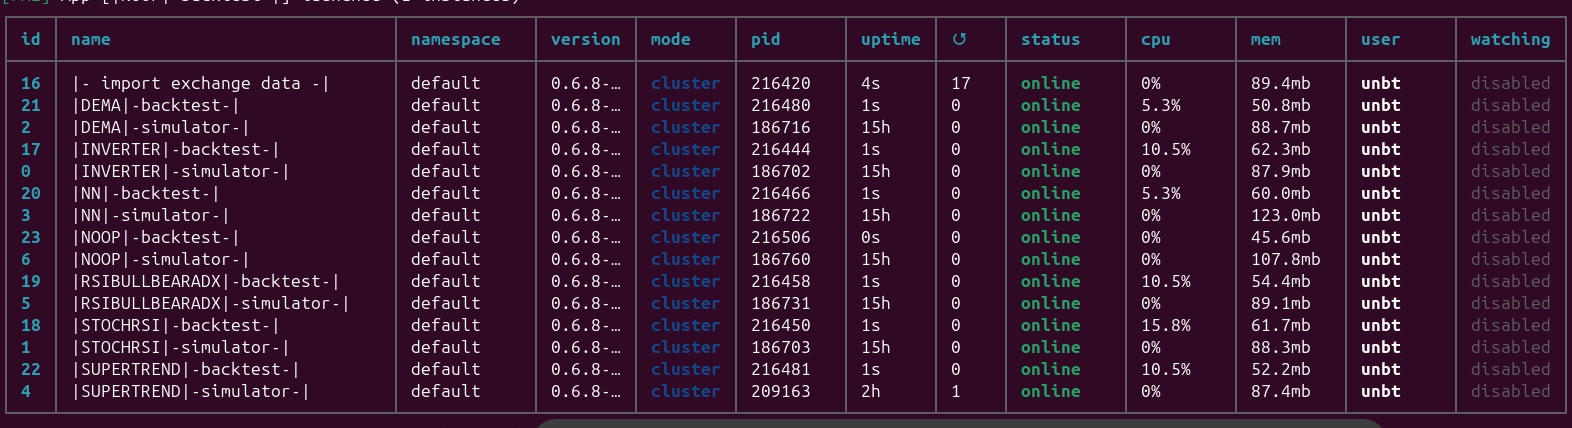 id name namespace version mode pid uptime ↺ status cpu mem user watching
16 |- import exchange data -| default 0.6.8-… cluster 216420 4s 17 online 0% 89.4mb unbt disabled
21 |DEMA|-backtest-| default 0.6.8-… cluster 216480 1s 0 online 5.3% 50.8mb unbt disabled
2 |DEMA|-simulator-| default 0.6.8-… cluster 186716 15h 0 online 0% 88.7mb unbt disabled
17 |INVERTER|-backtest-| default 0.6.8-… cluster 216444 1s 0 online 10.5% 62.3mb unbt disabled
0 |INVERTER|-simulator-| default 0.6.8-… cluster 186702 15h 0 online 0% 87.9mb unbt disabled
20 |NN|-backtest-| default 0.6.8-… cluster 216466 1s 0 online 5.3% 60.0mb unbt disabled
3 |NN|-simulator-| default 0.6.8-… cluster 186722 15h 0 online 0% 123.0mb unbt disabled
23 |NOOP|-backtest-| default 0.6.8-… cluster 216506 0s 0 online 0% 45.6mb unbt disabled
6 |NOOP|-simulator-| default 0.6.8-… cluster 186760 15h 0 online 0% 107.8mb unbt disabled
19 |RSIBULLBEARADX|-backtest-| default 0.6.8-… cluster 216458 1s 0 online 10.5% 54.4mb unbt disabled
5 |RSIBULLBEARADX|-simulator-| default 0.6.8-… cluster 186731 15h 0 online 0% 89.1mb unbt disabled
18 |STOCHRSI|-backtest-| default 0.6.8-… cluster 216450 1s 0 online 15.8% 61.7mb unbt disabled
1 |STOCHRSI|-simulator-| default 0.6.8-… cluster 186703 15h 0 online 0% 88.3mb unbt disabled
22 |SUPERTREND|-backtest-| default 0.6.8-… cluster 216481 1s 0 online 10.5% 52.2mb unbt disabled
4 |SUPERTREND|-simulator-| default 0.6.8-… cluster 209163 2h 1 online 0% 87.4mb unbt disabled